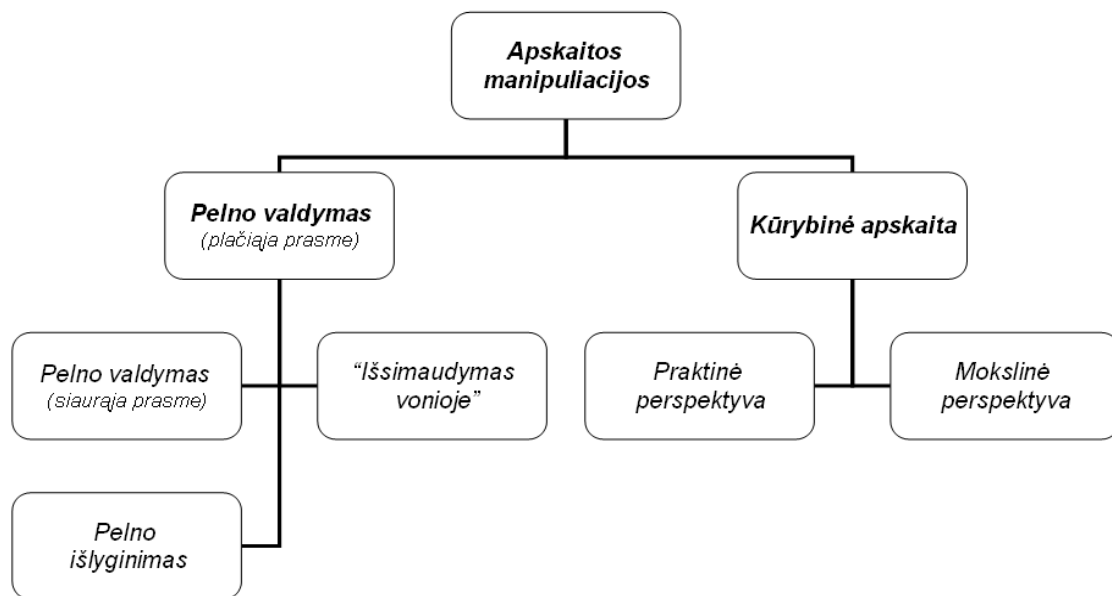 Apskaitos
manipuliacijos
Pelno valdymas
(plačiąja prasme)
Kūrybinė apskaita
Pelno valdymas
(siaurąja prasme)
“Išsimaudymas
vonioje”
Praktinė
perspektyva
Mokslinė
perspektyva
Pelno
išlyginimas